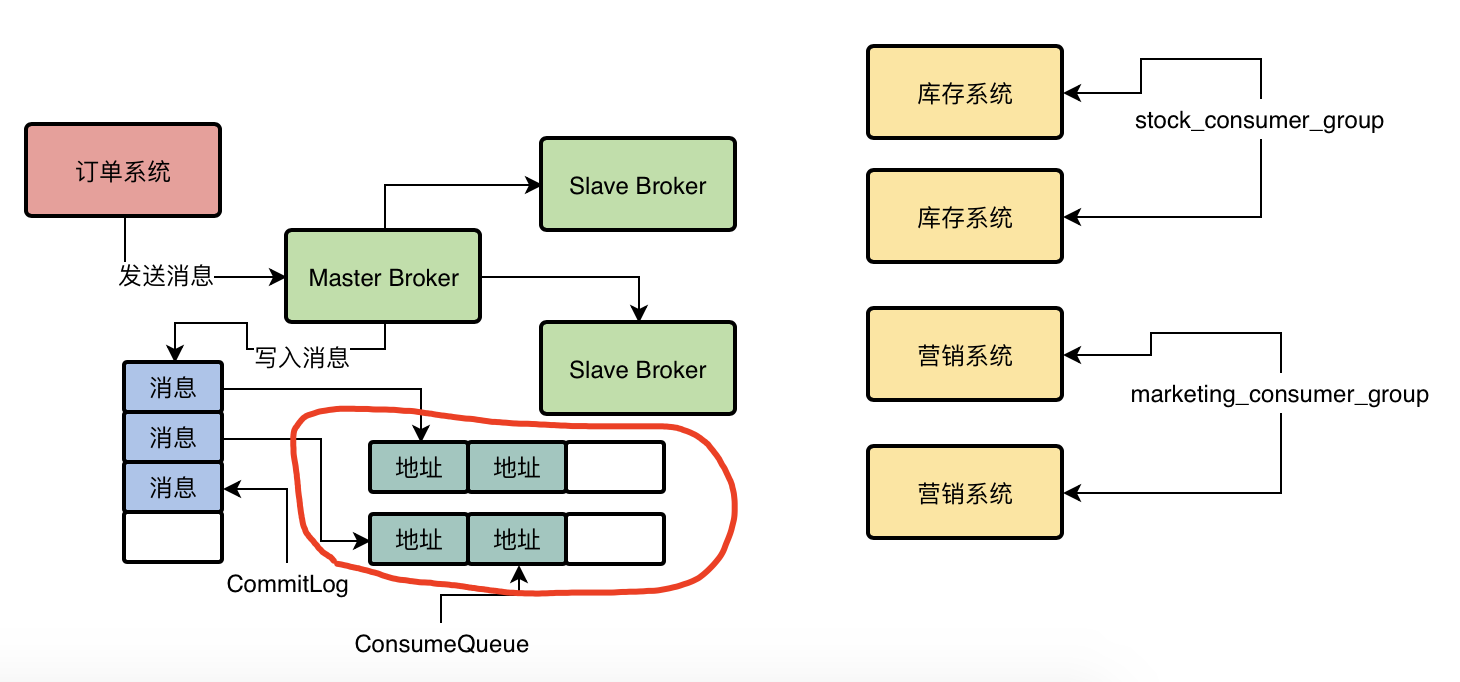 订单系统
发送消息
Master Broker
Slave Broker
Slave Broker
写入消息
消息
消息
消息
CommitLog
地址
地址
地址
地址
ConsumeQueue
库存系统
库存系统
stock_consumer_group
营销系统
营销系统
marketing_consumer_group